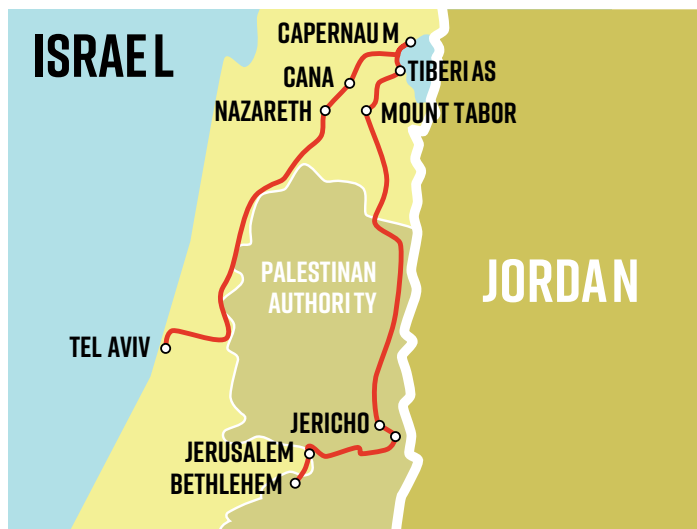 ISRAEL
CAPERNAUM
TIBERIAS
CANA
NAZARETH
MOUNT TABOR
PALESTINAN
AUTHORITY
JORDAN
TEL AVIV
JERICHO
JERUSALEM
BETHLEHEM